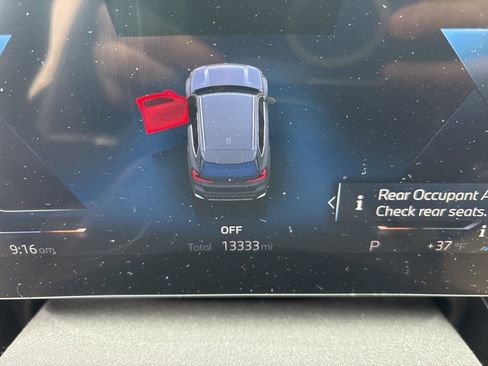 Rear Occupant A
Check rear seats.
OFF
9:16 am
Total 13333 mi
P
+37 °F